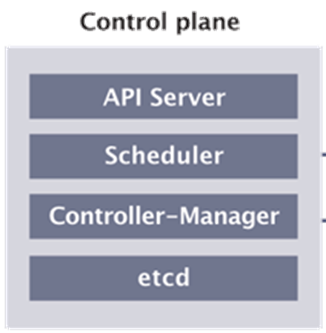 Control plane
API Server
Scheduler
Controller-Manager
etcd